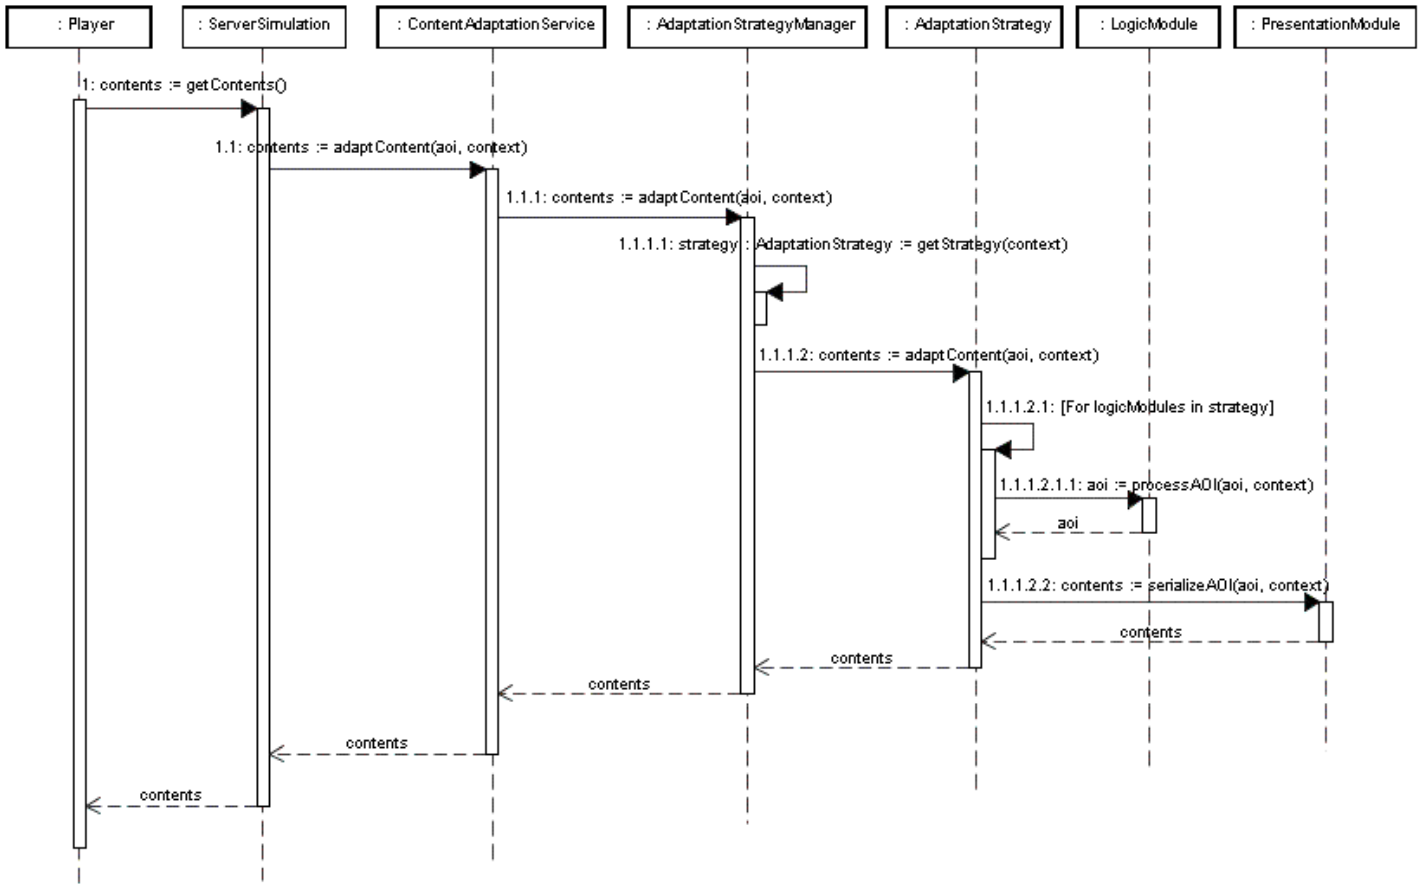 : Player
: ServerSimulation
: ContentAdaptationService
: AdaptationStrategyManager
: AdaptationStrategy
: LogicModule
: PresentationModule
1: contents := getContents()
1.1: contents := adaptContent(aoi, context)
1.1.1: contents := adaptContent(aoi, context)
1.1.1.1: strategy : AdaptationStrategy := getStrategy(context)
1.1.1.2: contents := adaptContent(aoi, context)
1.1.1.2.1: [For logicModules in strategy]
1.1.1.2.1.1: aoi := processAOI(aoi, context)
aoi
1.1.1.2.2: contents := serializeAOI(aoi, context)
contents
contents
contents
contents
contents